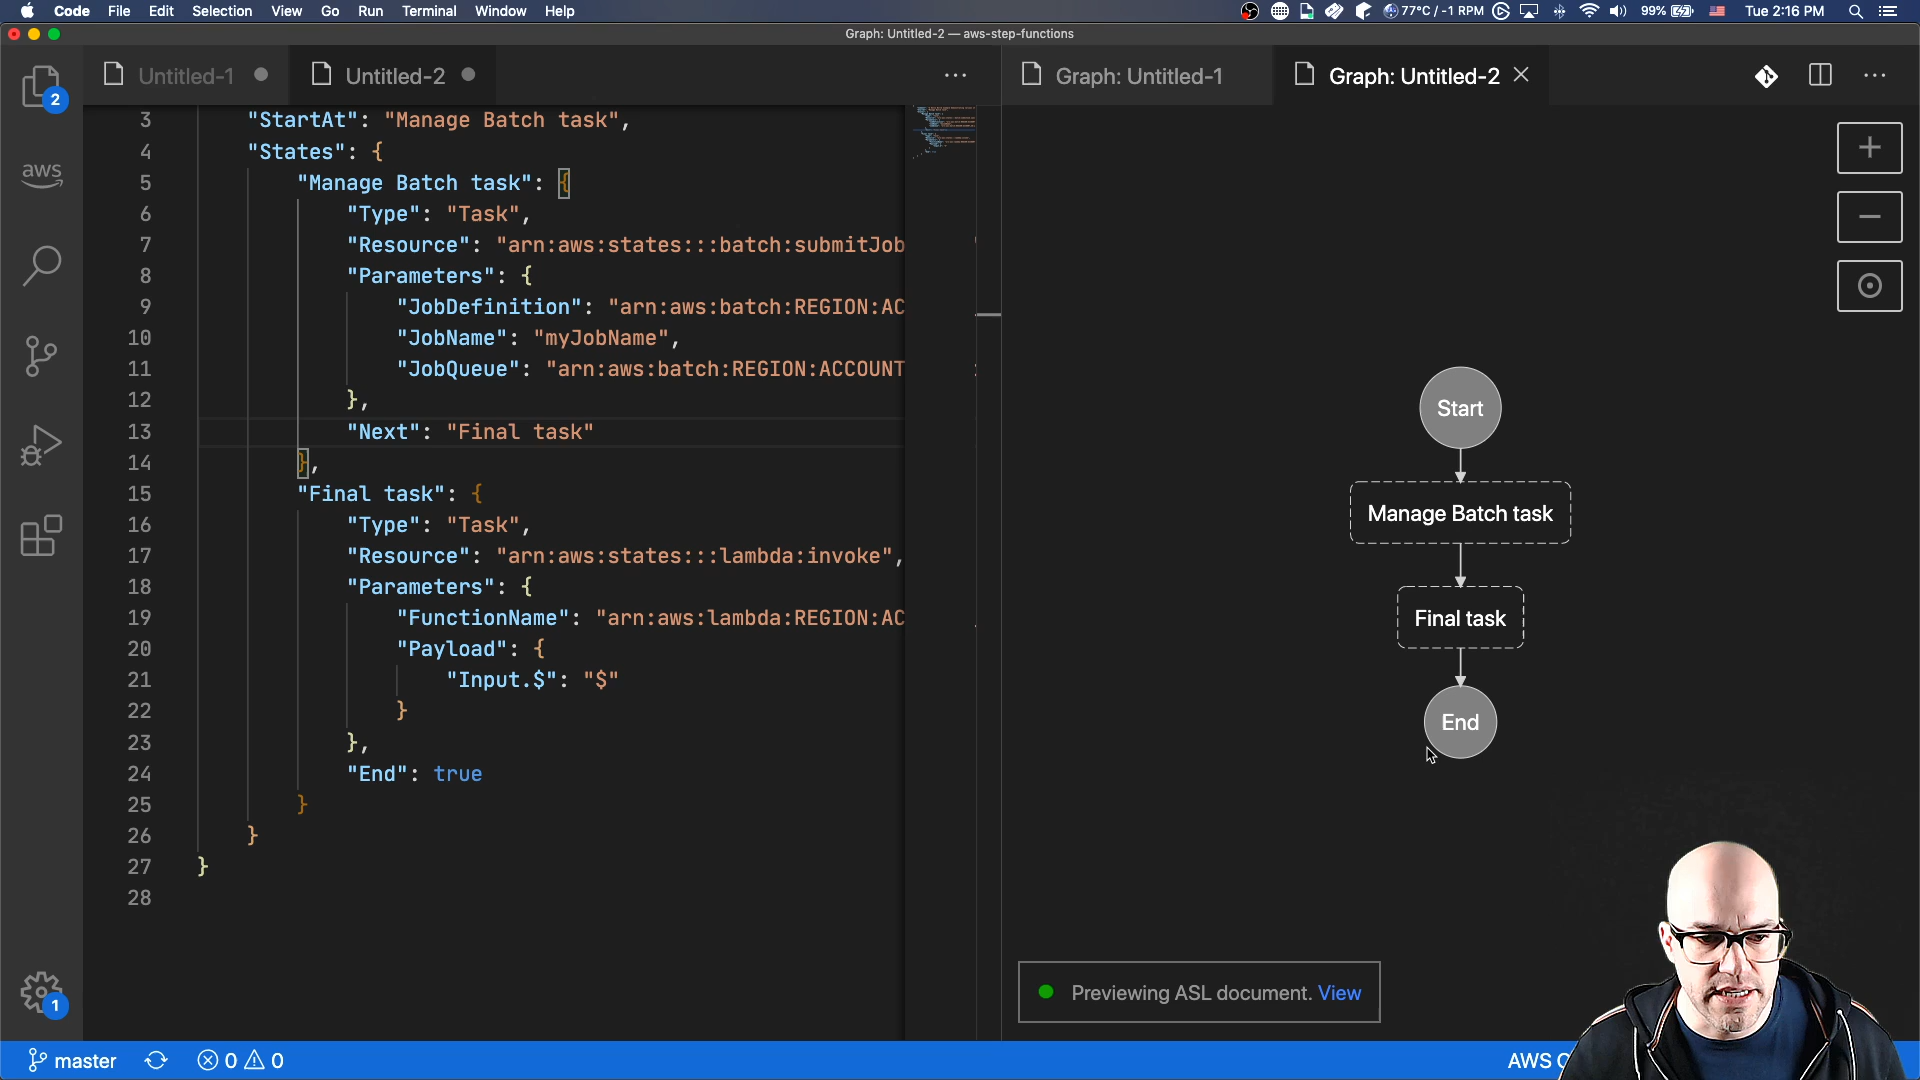 Code File Edit Selection View Go Run Terminal Window Help
77°C / -1 RPM 99% Tue 2:16 PM
Graph: Untitled-2 — aws-step-functions
Untitled-1 Untitled-2 Graph: Untitled-1 Graph: Untitled-2
2
aws
1
3 "StartAt": "Manage Batch task",
4 "States": {
5 "Manage Batch task": {
6 "Type": "Task",
7 "Resource": "arn:aws:states:::batch:submitJob
8 "Parameters": {
9 "JobDefinition": "arn:aws:batch:REGION:AC
10 "JobName": "myJobName",
11 "JobQueue": "arn:aws:batch:REGION:ACCOUNT
12 },
13 "Next": "Final task"
14 },
15 "Final task": {
16 "Type": "Task",
17 "Resource": "arn:aws:states:::lambda:invoke",
18 "Parameters": {
19 "FunctionName": "arn:aws:lambda:REGION:AC
20 "Payload": {
21 "Input.$": "$"
22 }
23 },
24 "End": true
25 }
26 }
27 }
28
Start
Manage Batch task
Final task
End
Previewing ASL document. View
master 0 0
AWS